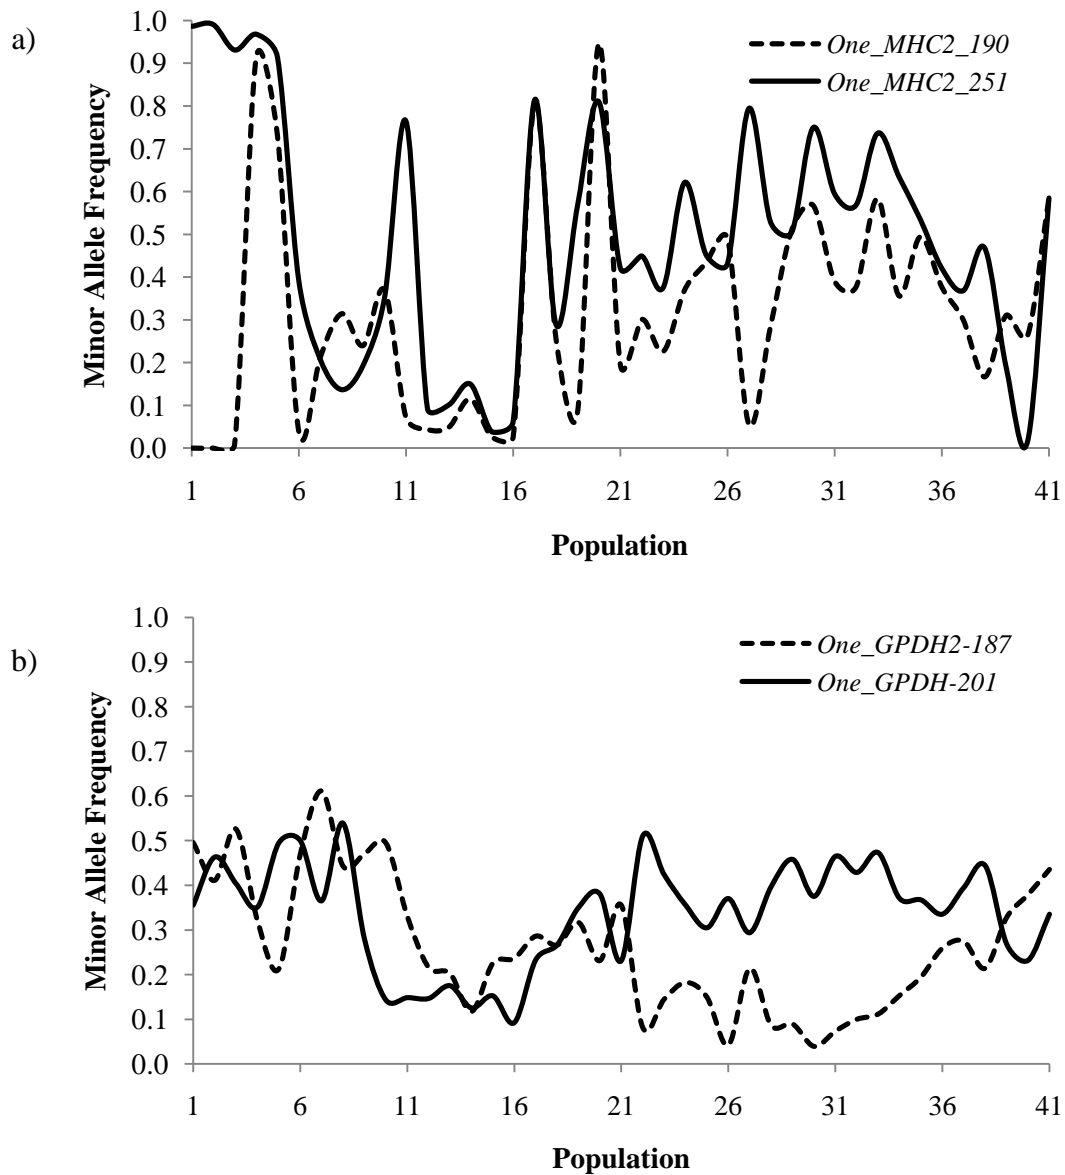 a)
Minor Allele Frequency
1.0
0.9
0.8
0.7
0.6
0.5
0.4
0.3
0.2
0.1
0.0
One_MHC2_190
One_MHC2_251
1 6 11 16 21 26 31 36 41
Population
b)
Minor Allele Frequency
1.0
0.9
0.8
0.7
0.6
0.5
0.4
0.3
0.2
0.1
0.0
One_GPDH2-187
One_GPDH-201
1 6 11 16 21 26 31 36 41
Population